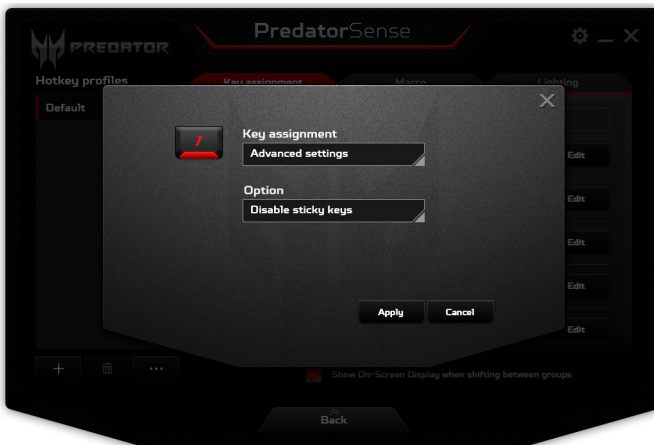 PREDATOR
PredatorSense
Hotkey profiles
Key assignment
Macro
Lighting
Default
1
Key assignment
Advanced settings
Edit
Option
Edit
Disable sticky keys
Edit
Edit
Apply
Cancel
Edit
Show On-Screen Display when shifting between groups
Back